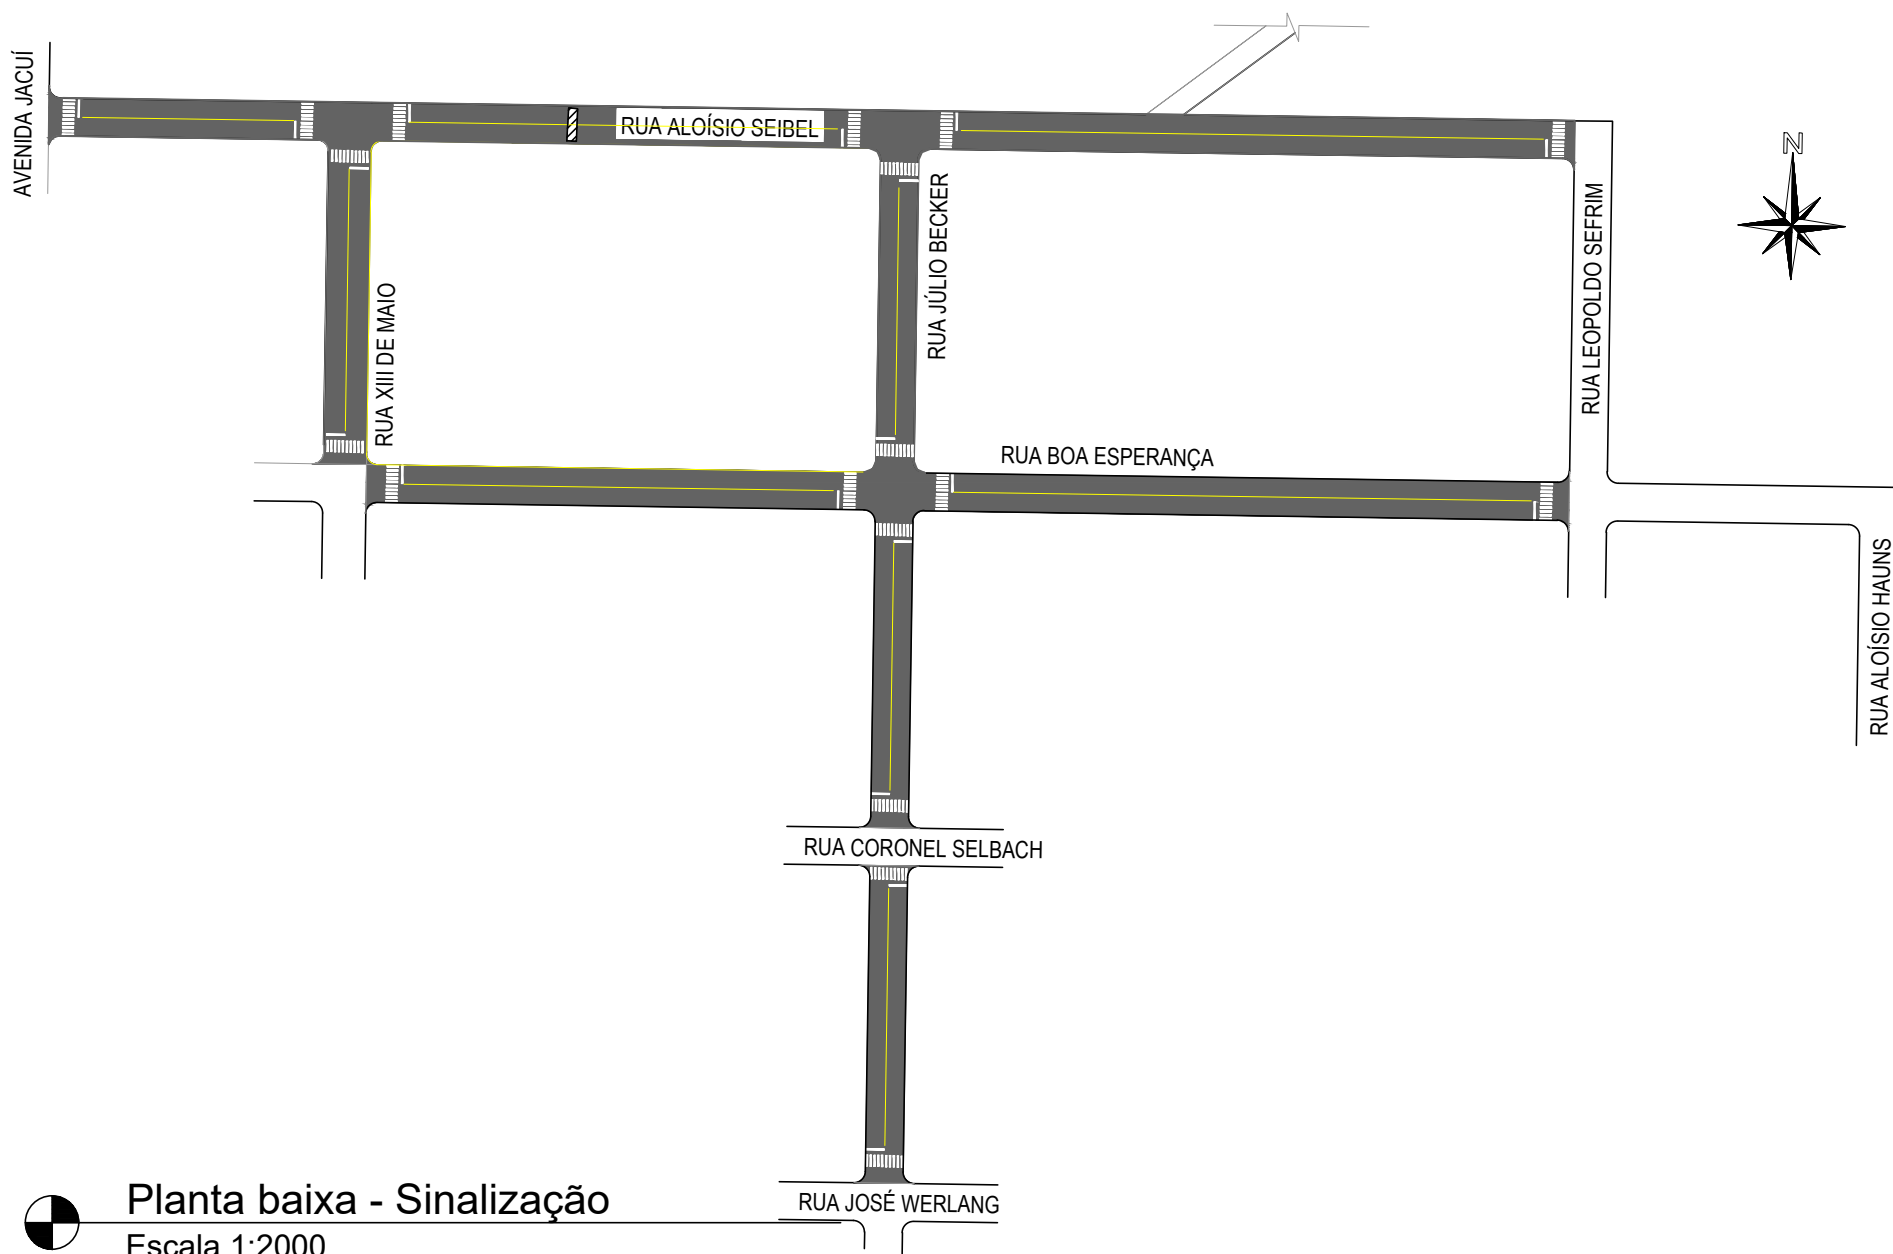 AVENIDA JACUÍ
RUA ALOÍSIO SEIBEL
N
RUA XIII DE MAIO
RUA JÚLIO BECKER
RUA LEOPOLDO SEFRIM
RUA BOA ESPERANÇA
RUA ALOÍSIO HAUNS
RUA CORONEL SELBACH
RUA JOSÉ WERLANG
Planta baixa - Sinalização
Escala 1:2000